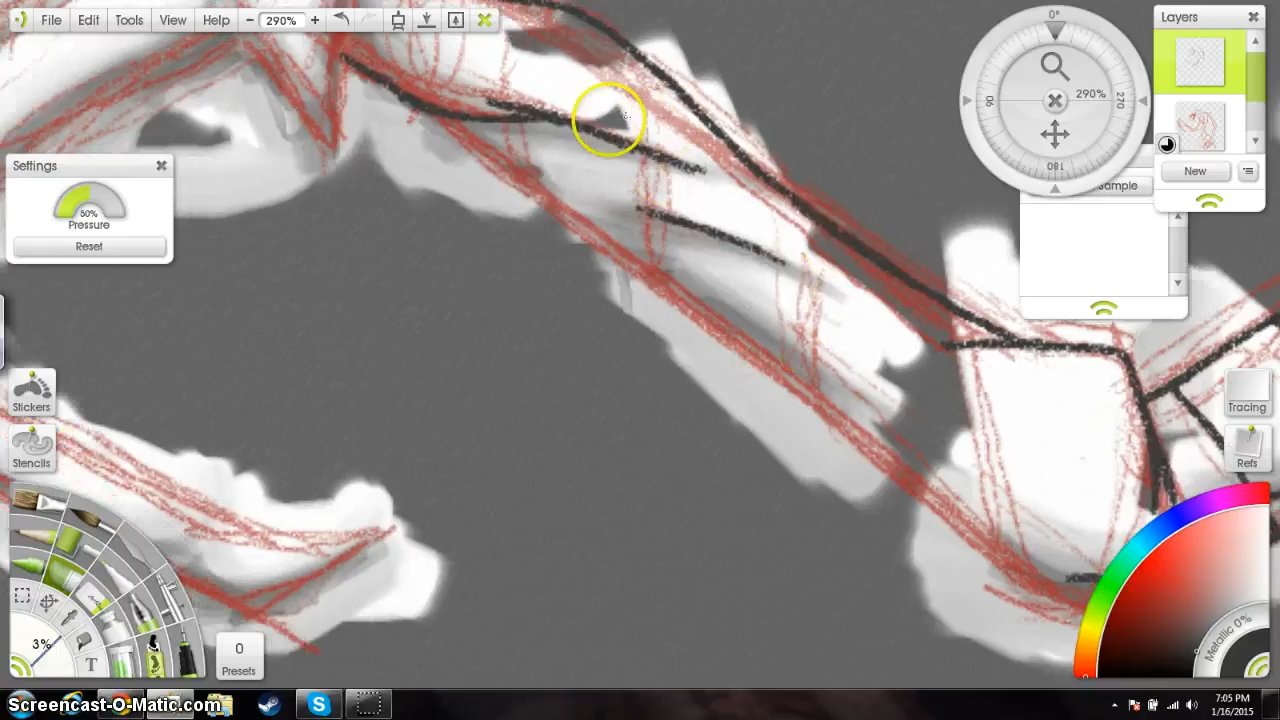 File Edit Tools View Help − 290% +
Layers
0°
290%
90
270
180
Sample
New
Settings
50%
Pressure
Reset
Stickers
Stencils
Tracing
Refs
3%
T
0
Presets
Metallic 0%
Screencast-O-Matic.com
7:05 PM
1/16/2015